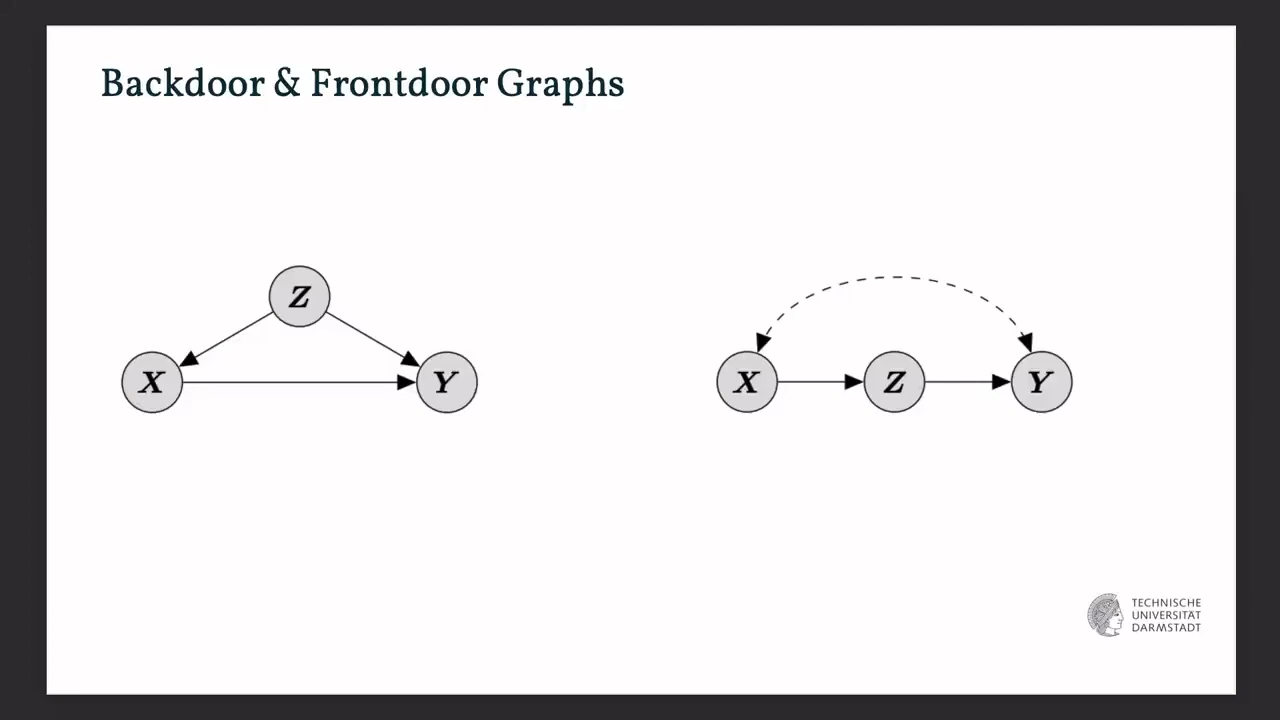 Backdoor & Frontdoor Graphs
Z
X
Y
X
Z
Y
TECHNISCHE
UNIVERSITÄT
DARMSTADT